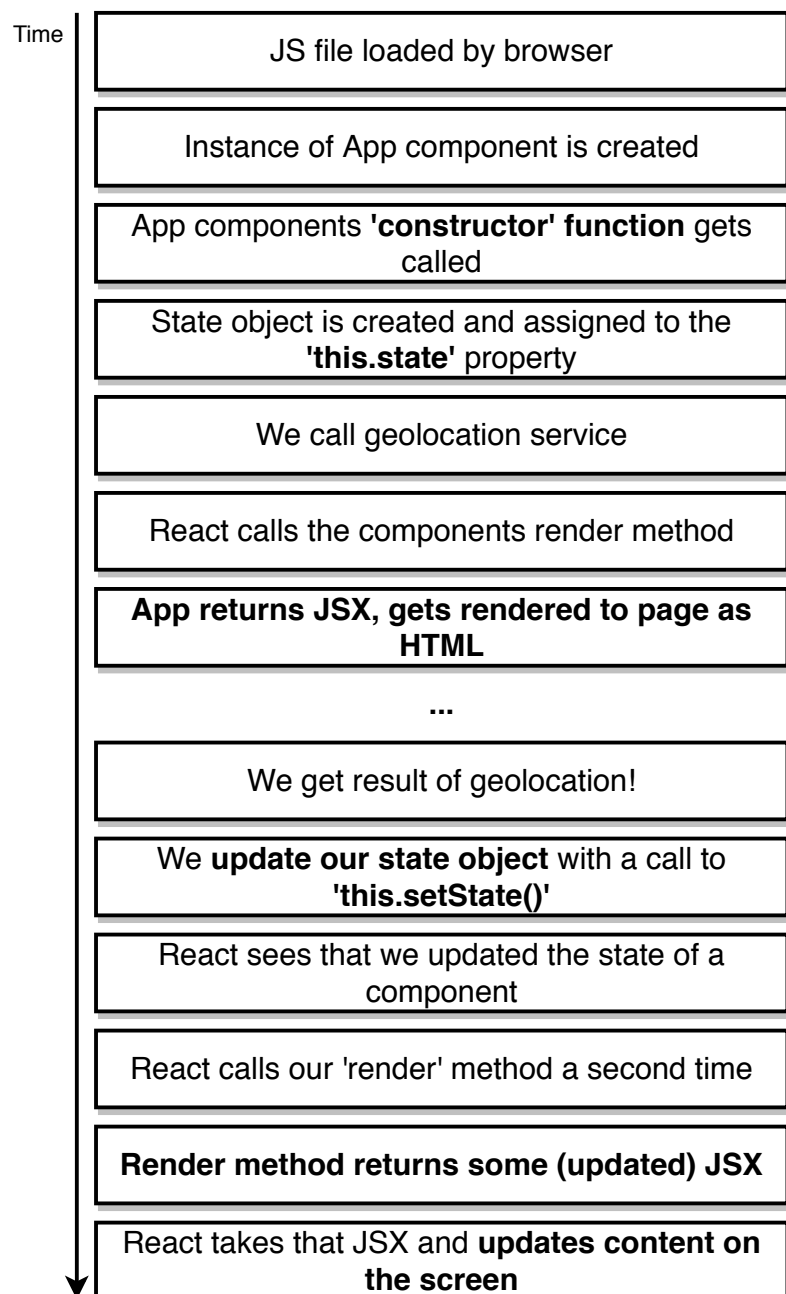 Time
JS file loaded by browser
Instance of App component is created
App components 'constructor' function gets
called
State object is created and assigned to the
'this.state' property
We call geolocation service
React calls the components render method
App returns JSX, gets rendered to page as
HTML
...
We get result of geolocation!
We update our state object with a call to
'this.setState()'
React sees that we updated the state of a
component
React calls our 'render' method a second time
Render method returns some (updated) JSX
React takes that JSX and updates content on
the screen